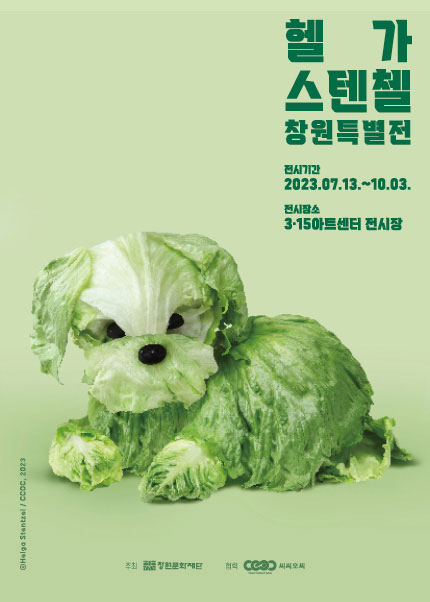 헬 가
스텐첼
창원특별전
전시기간
2023.07.13.~10.03.
전시장소
3·15아트센터 전시장
©Helga Stentzel / CCOC, 2023
주최 창원문화재단 협력 CCOC 씨씨오씨